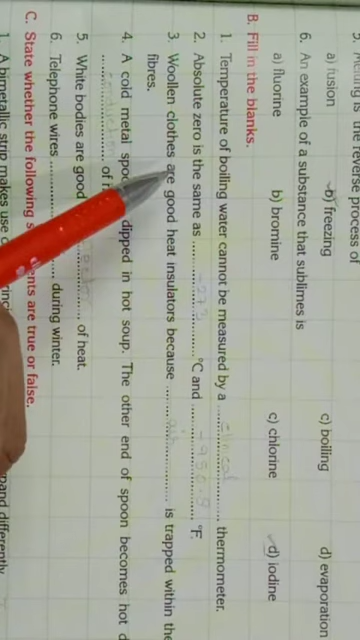 5. is the reverse process of
a) fusion b) freezing c) boiling d) evaporation
6. An example of a substance that sublimes is
a) fluorine b) bromine c) chlorine d) iodine
B. Fill in the blanks.
1. Temperature of boiling water cannot be measured by a clinical thermometer.
2. Absolute zero is the same as -273 °C and °F.
3. Woollen clothes are good heat insulators because air is trapped within the
fibres.
4. A cold metal dipped in hot soup. The other end of spoon becomes hot
of
5. White bodies are good of heat.
6. Telephone wires during winter.
C. State whether the following are true or false.
1. A bimetallic strip makes use differently